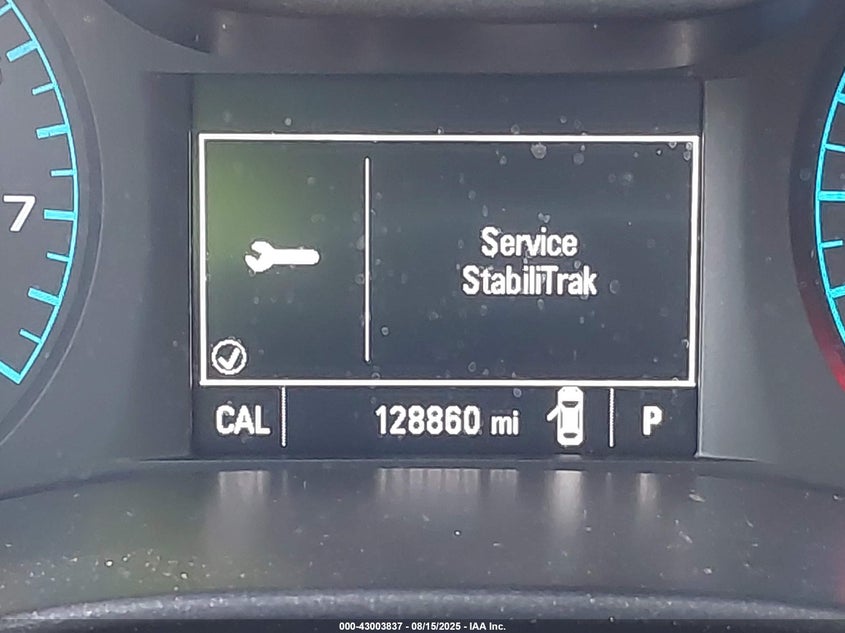 7
Service
StabiliTrak
CAL 128860 mi P
000-43003837 - 08/15/2025 - IAA Inc.